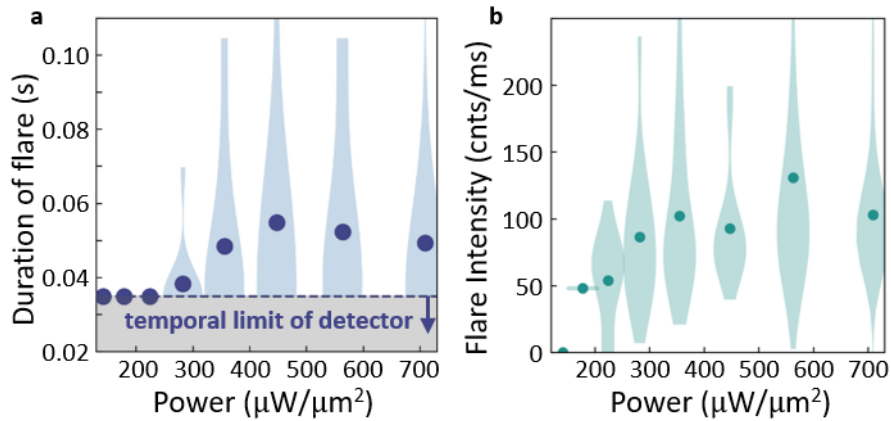 a
Duration of flare (s)
0.10
0.08
0.06
0.04
0.02
temporal limit of detector
200 300 400 500 600 700
Power (μW/μm²)
b
Flare Intensity (cnts/ms)
200
150
100
50
0
200 300 400 500 600 700
Power (μW/μm²)